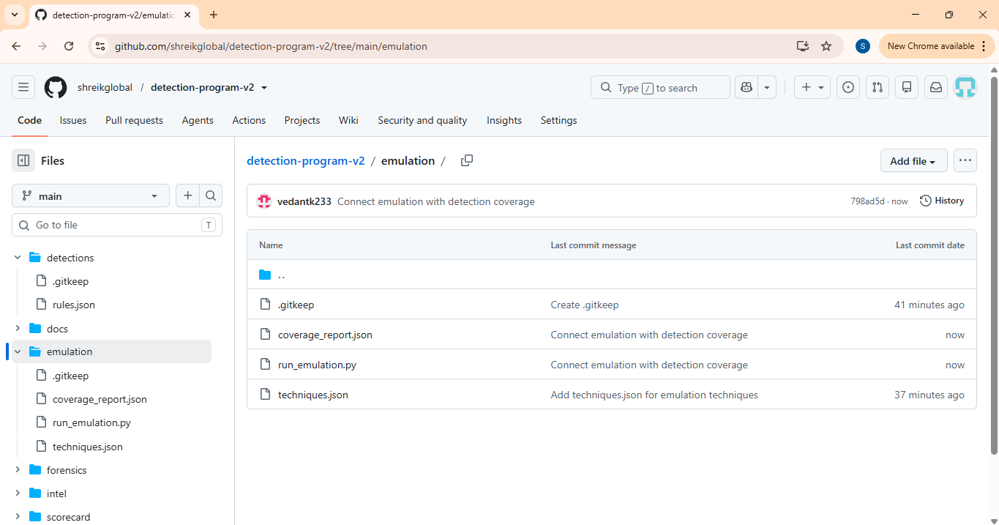 detection-program-v2/emulatic
github.com/shreikglobal/detection-program-v2/tree/main/emulation
S
New Chrome available
shreikglobal / detection-program-v2
Type / to search
Code Issues Pull requests Agents Actions Projects Wiki Security and quality Insights Settings
Files
detection-program-v2 / emulation /
Add file
main
vedantk233 Connect emulation with detection coverage
798ad5d · now
History
Go to file
T
Name Last commit message Last commit date
detections
.gitkeep
rules.json
docs
emulation
.gitkeep
coverage_report.json
run_emulation.py
techniques.json
forensics
intel
scorecard
..
.gitkeep Create .gitkeep 41 minutes ago
coverage_report.json Connect emulation with detection coverage now
run_emulation.py Connect emulation with detection coverage now
techniques.json Add techniques.json for emulation techniques 37 minutes ago